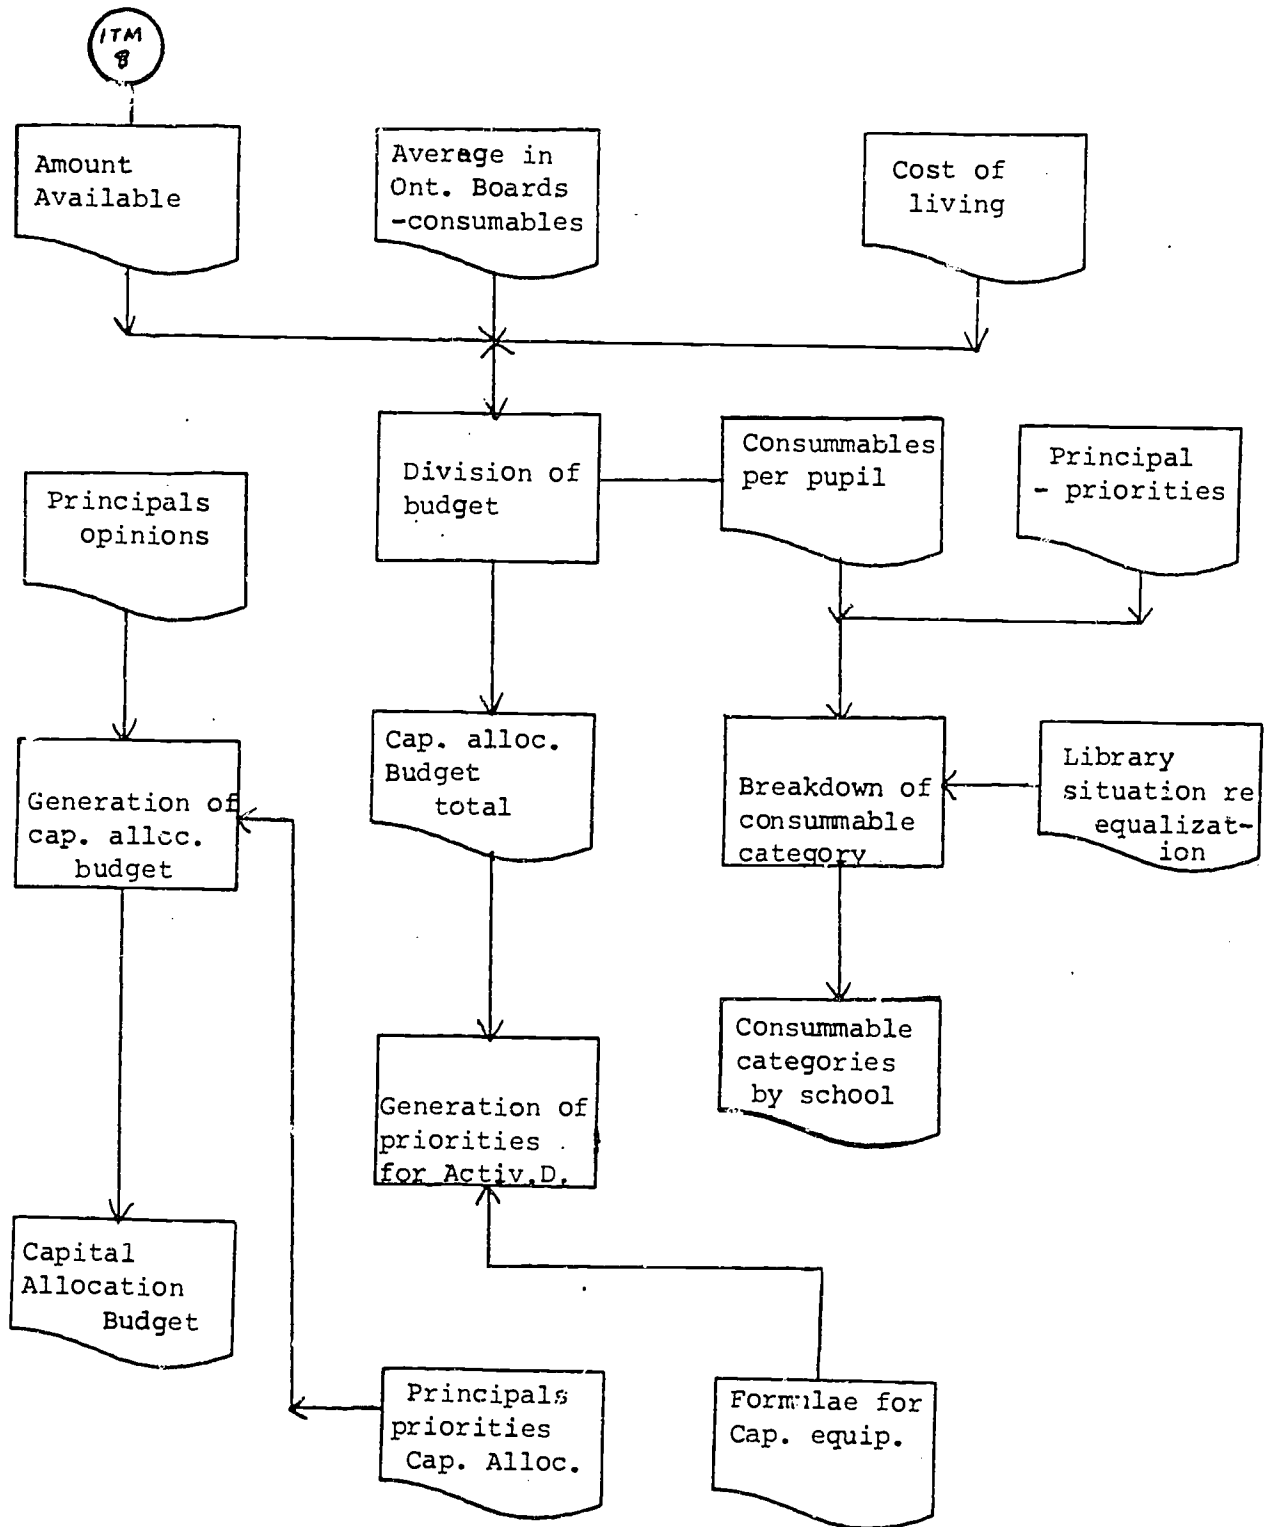 ITM
8
Amount
Available
Average in
Ont. Boards
-consumables
Cost of
living
Division of
budget
Consummables
per pupil
Principal
- priorities
Principals
opinions
Generation of
cap. alloc.
budget
Cap. alloc.
Budget
total
Breakdown of
consummable
category
Library
situation re
equalizat-
ion
Consummable
categories
by school
Generation of
priorities
for Activ.D.
Capital
Allocation
Budget
Principals
priorities
Cap. Alloc.
Formulae for
Cap. equip.